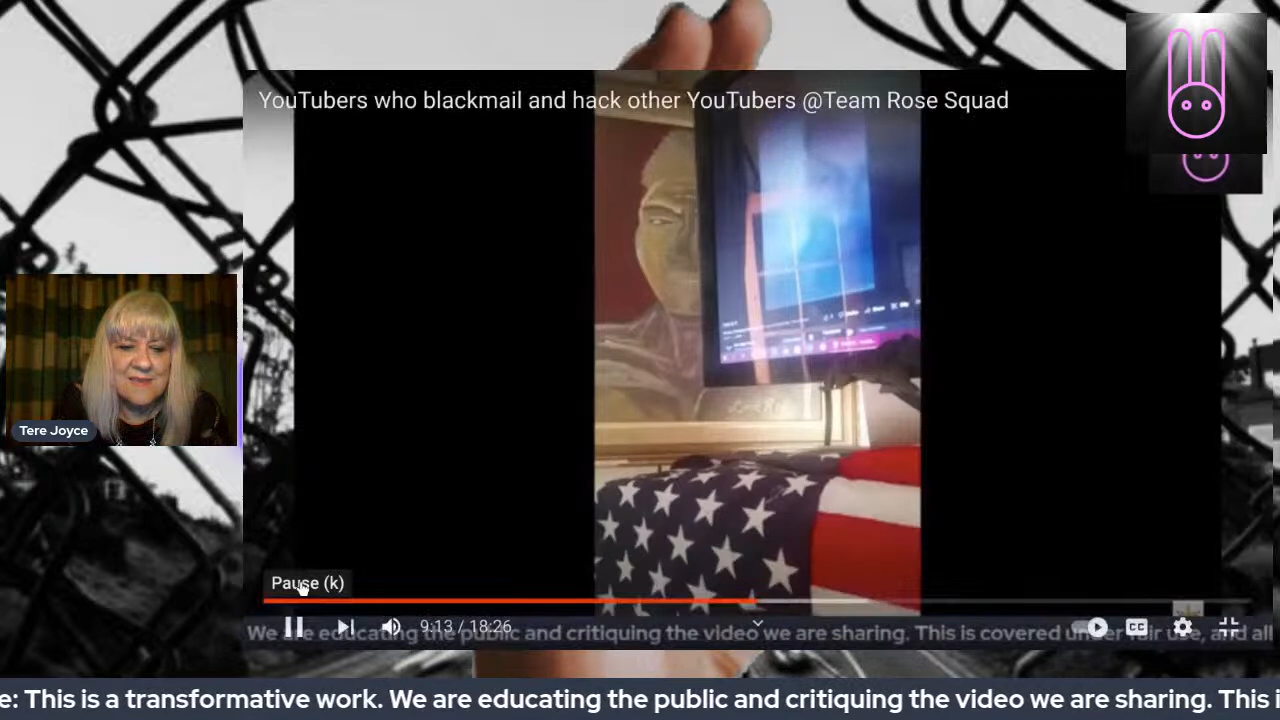 YouTubers who blackmail and hack other YouTubers @Team Rose Squad
Tere Joyce
Pause (k)
9:13 / 18:26
CC
We are educating the public and critiquing the video we are sharing. This is covered under fair use, and all
e: This is a transformative work. We are educating the public and critiquing the video we are sharing. This i